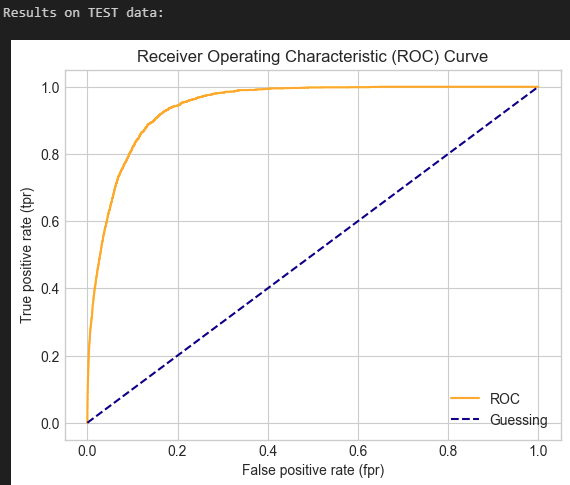 Results on TEST data:
Receiver Operating Characteristic (ROC) Curve
1.0
0.8
0.6
0.4
0.2
0.0
True positive rate (tpr)
ROC
Guessing
0.0 0.2 0.4 0.6 0.8 1.0
False positive rate (fpr)